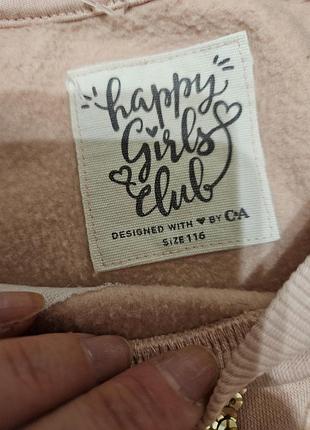 happy
Girls
Club
DESIGNED WITH ♥ BY C&A
SIZE 116